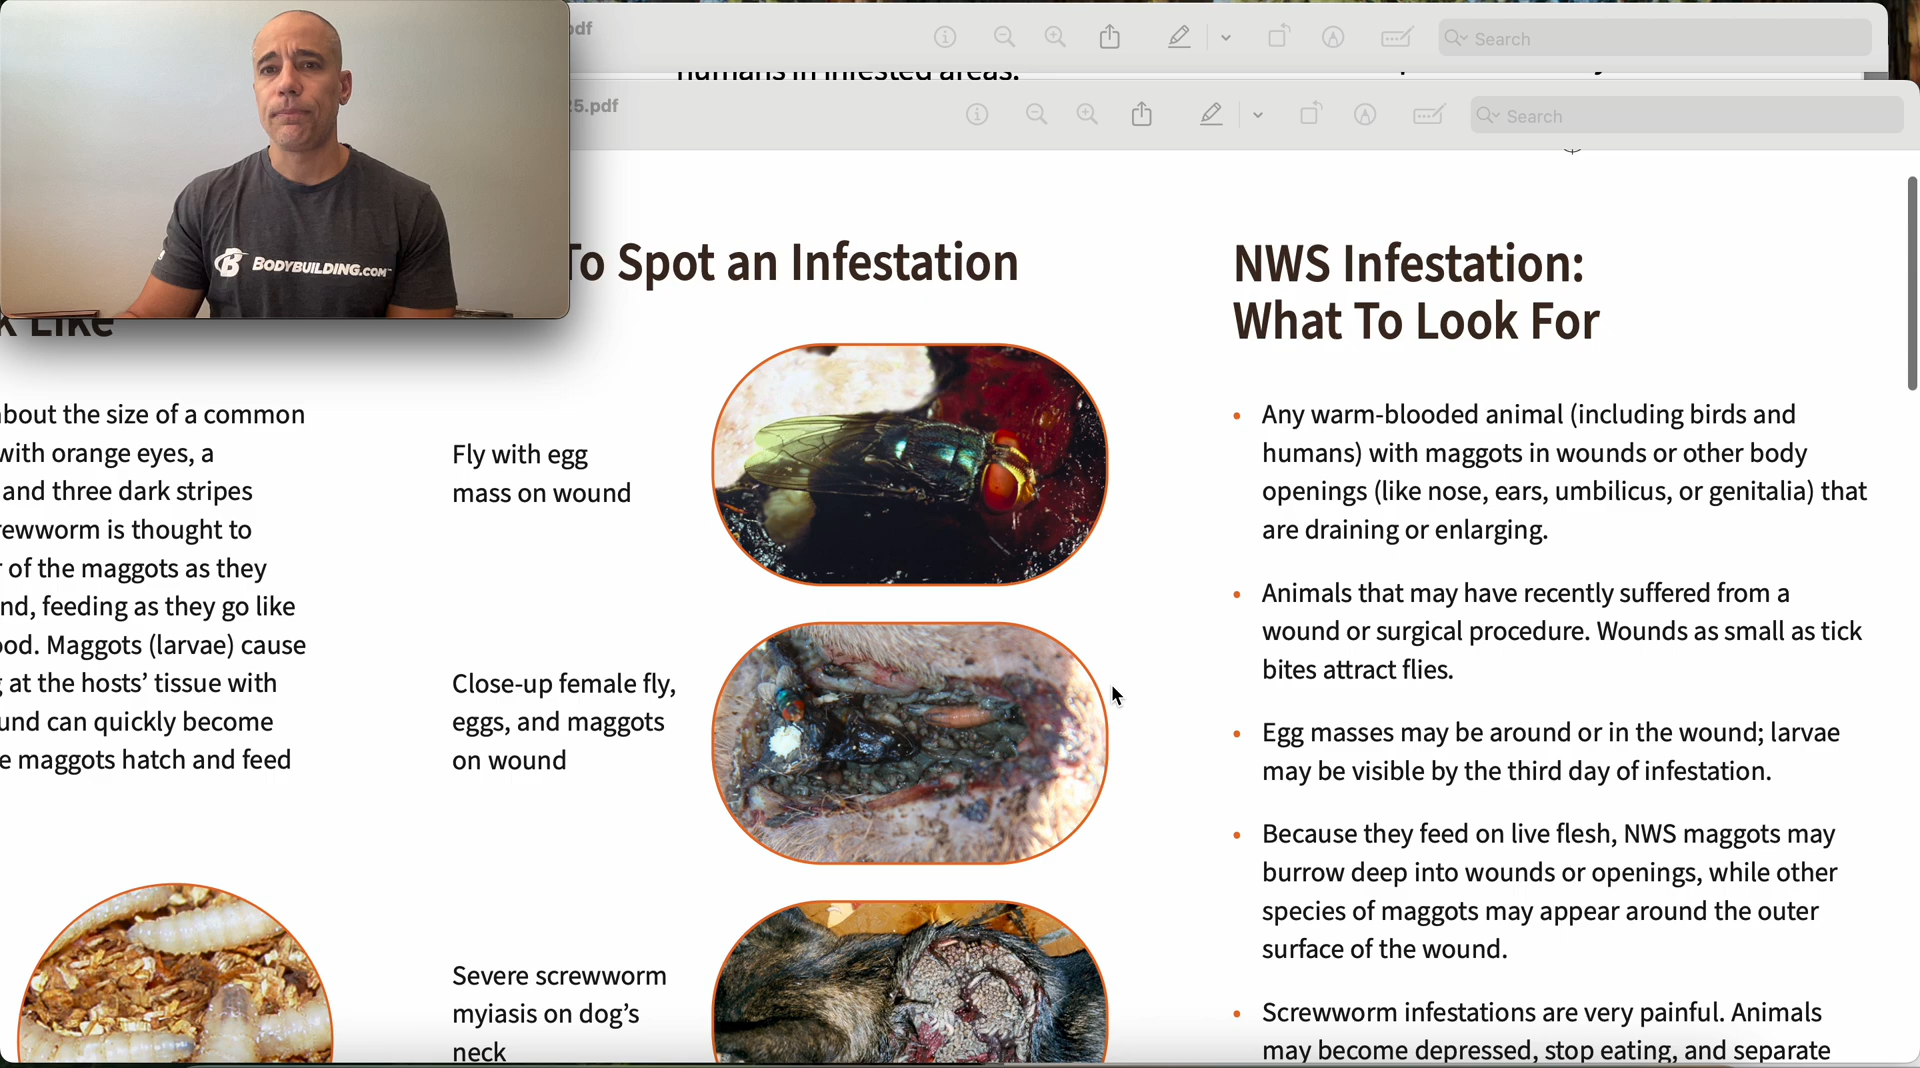 pdf
Search
humans in infested areas.
25.pdf
Search
BODYBUILDING.COM
k Like
about the size of a common
with orange eyes, a
and three dark stripes
rewworm is thought to
r of the maggots as they
nd, feeding as they go like
ood. Maggots (larvae) cause
g at the hosts’ tissue with
und can quickly become
e maggots hatch and feed
To Spot an Infestation
Fly with egg
mass on wound
Close-up female fly,
eggs, and maggots
on wound
Severe screwworm
myiasis on dog’s
neck
NWS Infestation:
What To Look For
• Any warm-blooded animal (including birds and
humans) with maggots in wounds or other body
openings (like nose, ears, umbilicus, or genitalia) that
are draining or enlarging.
• Animals that may have recently suffered from a
wound or surgical procedure. Wounds as small as tick
bites attract flies.
• Egg masses may be around or in the wound; larvae
may be visible by the third day of infestation.
• Because they feed on live flesh, NWS maggots may
burrow deep into wounds or openings, while other
species of maggots may appear around the outer
surface of the wound.
• Screwworm infestations are very painful. Animals
may become depressed, stop eating, and separate